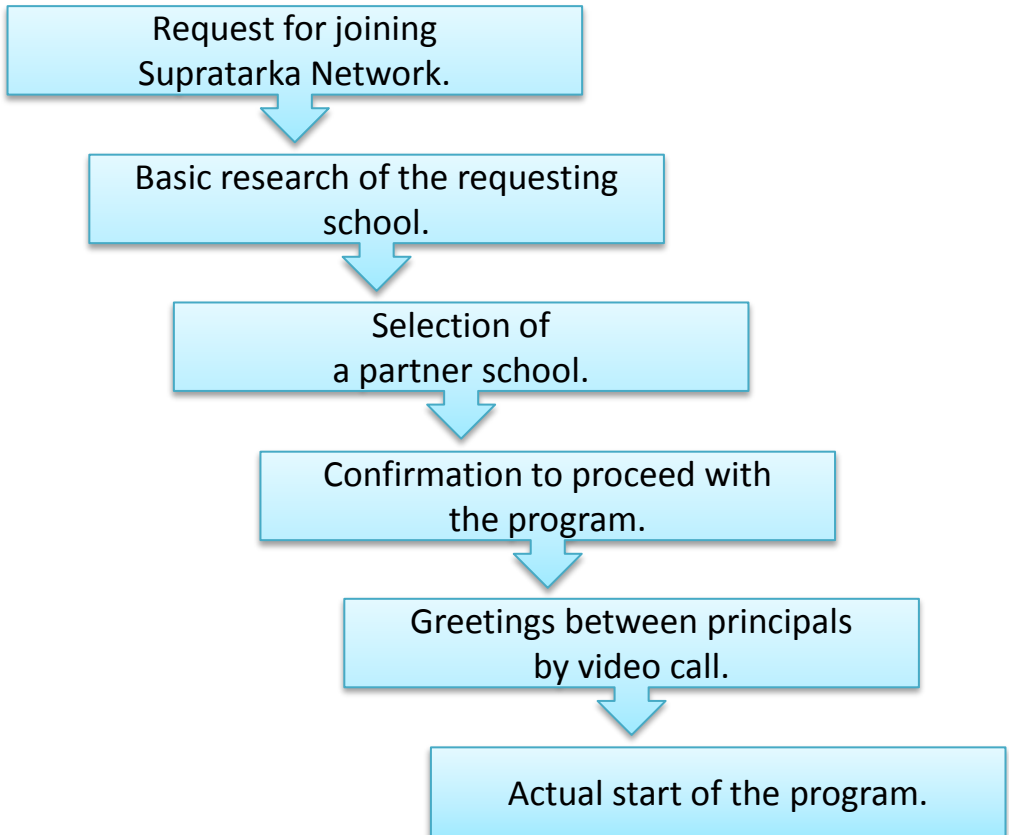 Request for joining
Supratarka Network.
Basic research of the requesting
school.
Selection of
a partner school.
Confirmation to proceed with
the program.
Greetings between principals
by video call.
Actual start of the program.